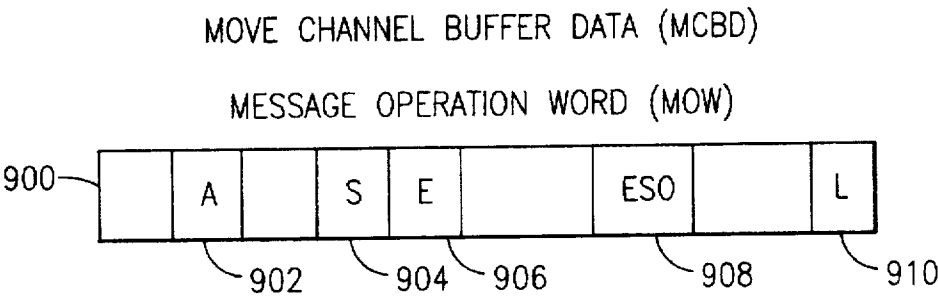 MOVE CHANNEL BUFFER DATA (MCBD)
MESSAGE OPERATION WORD (MOW)
900 A S E ESO L
902 904 906 908 910